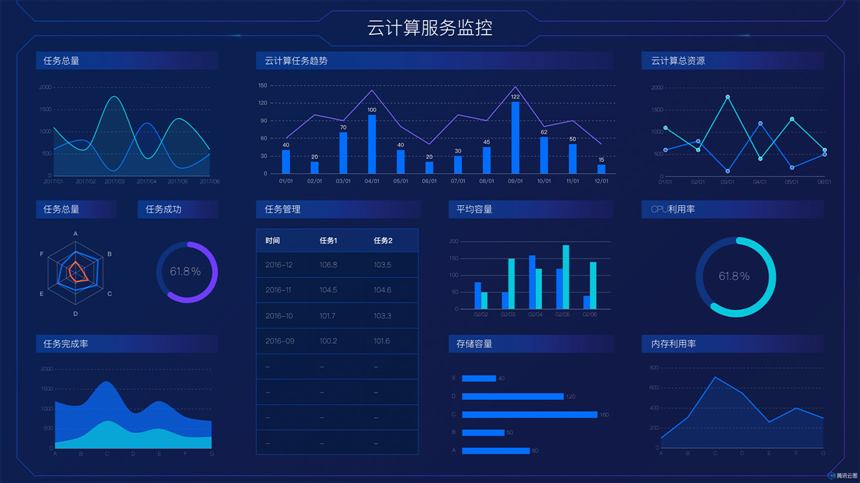 云计算服务监控
任务总量
2000
1500
1000
500
0
2017/01 2017/02 2017/03 2017/04 2017/05 2017/06
云计算任务趋势
150
120
90
60
30
0
40 20 70 100 40 20 30 45 122 62 50 15
01/01 02/01 03/01 04/01 05/01 06/01 07/01 08/01 09/01 10/01 11/01 12/01
云计算总资源
2000
1500
1000
500
0
01/01 02/01 03/01 04/01 05/01 06/01
任务总量
A
B
C
D
E
F
任务成功
61.8%
任务管理
时间 任务1 任务2
2016-12 106.8 103.5
2016-11 104.5 104.6
2016-10 101.7 103.3
2016-09 100.2 101.6
– – –
– – –
– – –
– – –
平均容量
200
150
100
50
0
02/02 02/03 02/04 02/05 02/06
CPU利用率
61.8%
任务完成率
2000
1500
1000
500
0
A B C D E F G
存储容量
E 40
D 120
C 160
B 50
A 80
内存利用率
800
600
400
200
0
A B C D E F G
腾讯云图